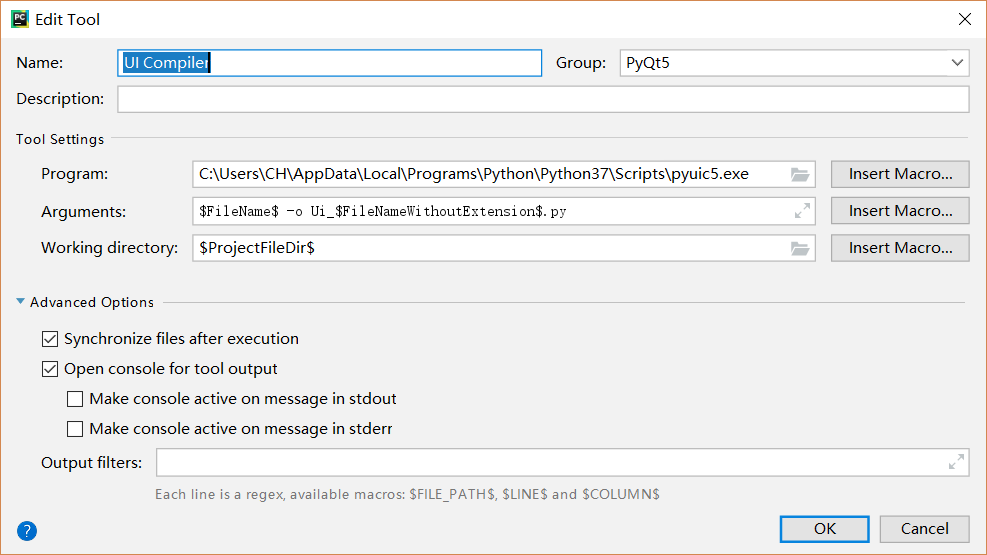 PC Edit Tool
Name: UI Compiler Group: PyQt5
Description:
Tool Settings
Program: C:\Users\CH\AppData\Local\Programs\Python\Python37\Scripts\pyuic5.exe Insert Macro...
Arguments: $FileName$ -o Ui_$FileNameWithoutExtension$.py Insert Macro...
Working directory: $ProjectFileDir$ Insert Macro...
Advanced Options
Synchronize files after execution
Open console for tool output
Make console active on message in stdout
Make console active on message in stderr
Output filters:
Each line is a regex, available macros: $FILE_PATH$, $LINE$ and $COLUMN$
? OK Cancel